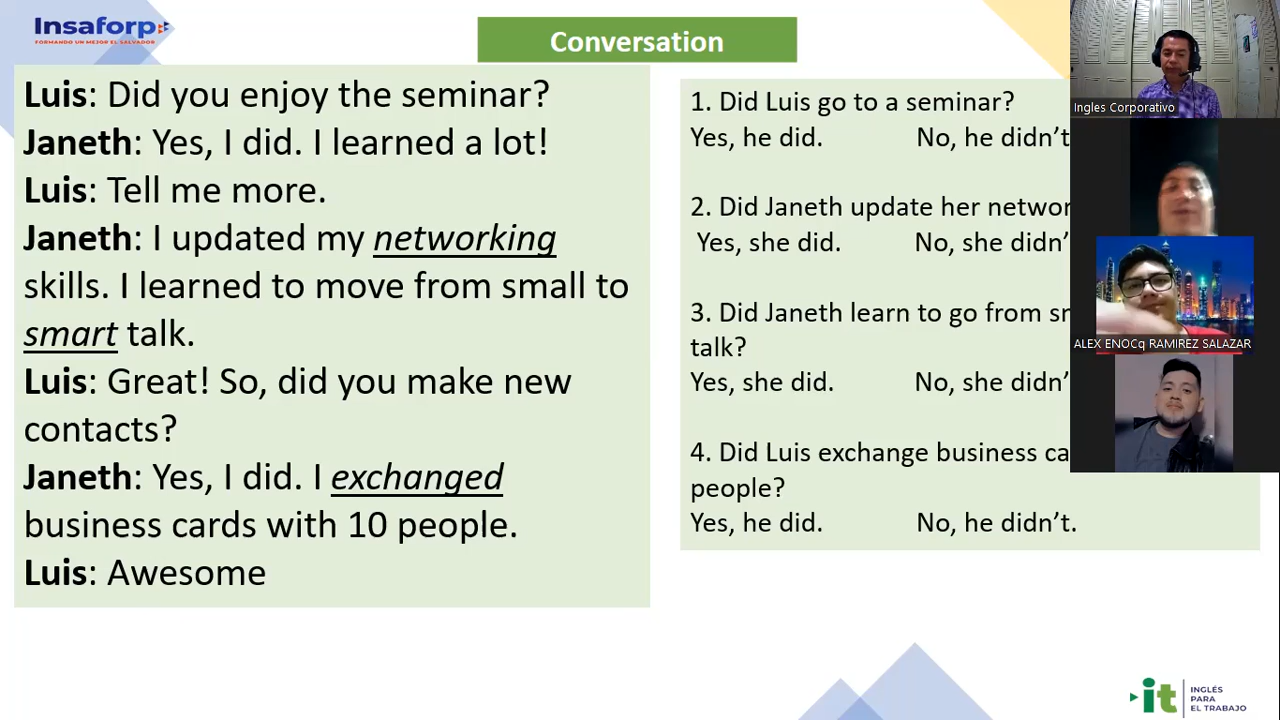 Insaforp
FORMANDO UN MEJOR EL SALVADOR
Conversation
Luis: Did you enjoy the seminar?
Janeth: Yes, I did. I learned a lot!
Luis: Tell me more.
Janeth: I updated my networking
skills. I learned to move from small to
smart talk.
Luis: Great! So, did you make new
contacts?
Janeth: Yes, I did. I exchanged
business cards with 10 people.
Luis: Awesome
1. Did Luis go to a seminar?
Yes, he did. No, he didn’t
2. Did Janeth update her networ
Yes, she did. No, she didn’
3. Did Janeth learn to go from sm
talk?
Yes, she did. No, she didn’
4. Did Luis exchange business ca
people?
Yes, he did. No, he didn’t.
Ingles Corporativo
ALEX ENOCq RAMIREZ SALAZAR
it
INGLÉS
PARA
EL TRABAJO